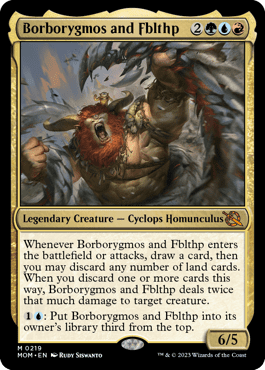 Borborygmos and Fblthp 2
Legendary Creature — Cyclops Homunculus
Whenever Borborygmos and Fblthp enters
the battlefield or attacks, draw a card, then
you may discard any number of land cards.
When you discard one or more cards this
way, Borborygmos and Fblthp deals twice
that much damage to target creature.
1 : Put Borborygmos and Fblthp into its
owner's library third from the top.
6/5
M 0219
MOM • EN RUDY SISWANTO
™ & © 2023 Wizards of the Coast